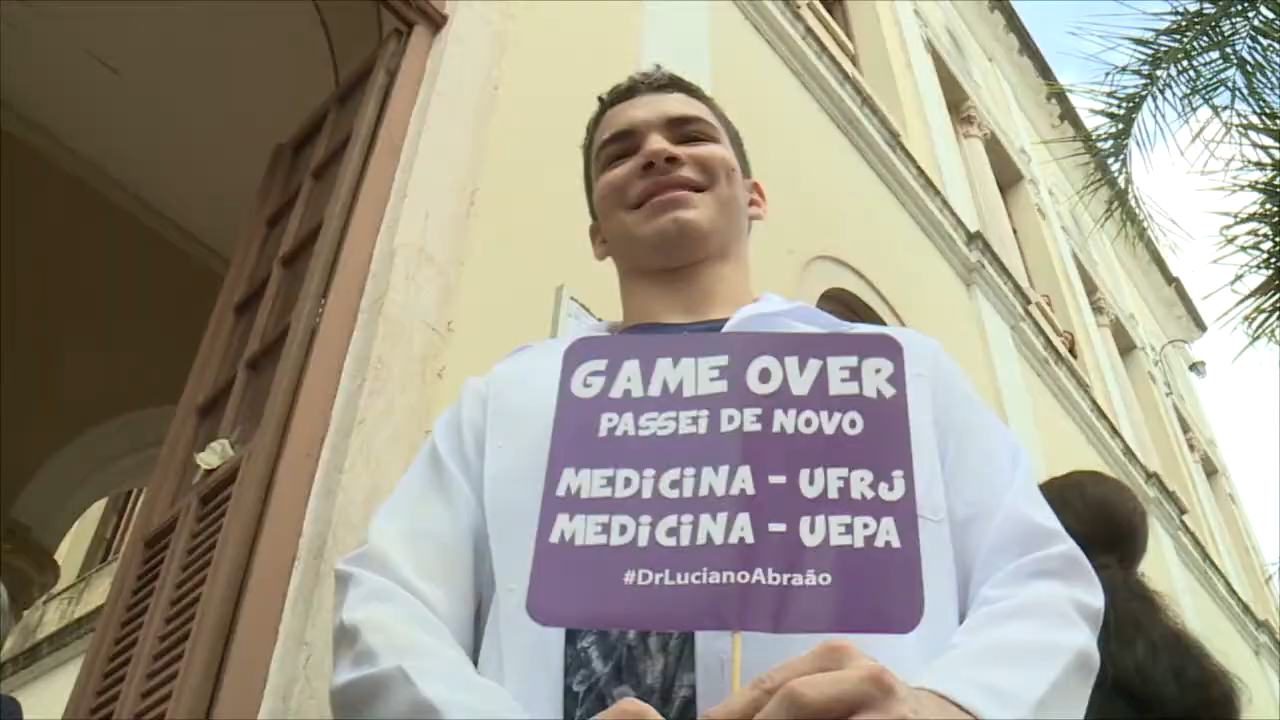 GAME OVER
PASSEI DE NOVO
MEDICINA - UFRJ
MEDICINA - UEPA
#DrLucianoAbraão